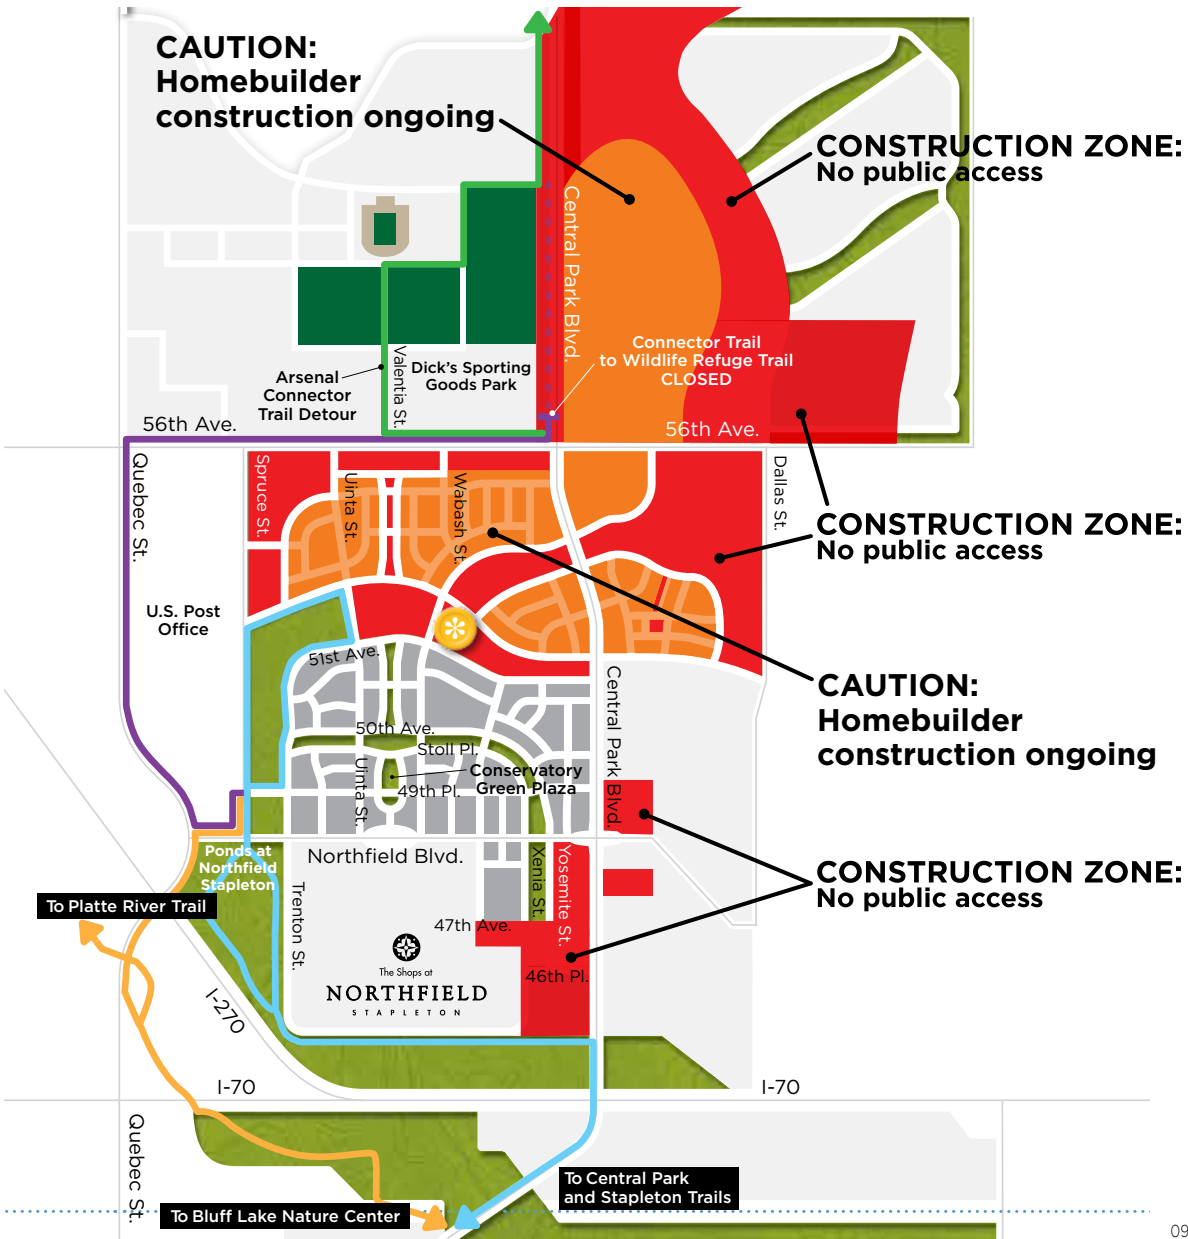 CAUTION:
Homebuilder
construction ongoing
CONSTRUCTION ZONE:
No public access
Central Park Blvd.
Connector Trail
to Wildlife Refuge Trail
CLOSED
Arsenal
Connector
Trail Detour
Valentia St.
Dick's Sporting
Goods Park
56th Ave.
56th Ave.
Quebec St.
Spruce St.
Uinta St.
Wabash St.
Dallas St.
CONSTRUCTION ZONE:
No public access
U.S. Post
Office
51st Ave.
Central Park Blvd.
CAUTION:
Homebuilder
construction ongoing
50th Ave.
Stoll Pl.
Conservatory
Green Plaza
Uinta St.
49th Pl.
Northfield Blvd.
Ponds at
Northfield
Stapleton
Xenia St.
Yosemite St.
CONSTRUCTION ZONE:
No public access
To Platte River Trail
Trenton St.
47th Ave.
46th Pl.
The Shops at
NORTHFIELD
STAPLETON
I-270
I-70
I-70
Quebec St.
To Central Park
and Stapleton Trails
To Bluff Lake Nature Center
09